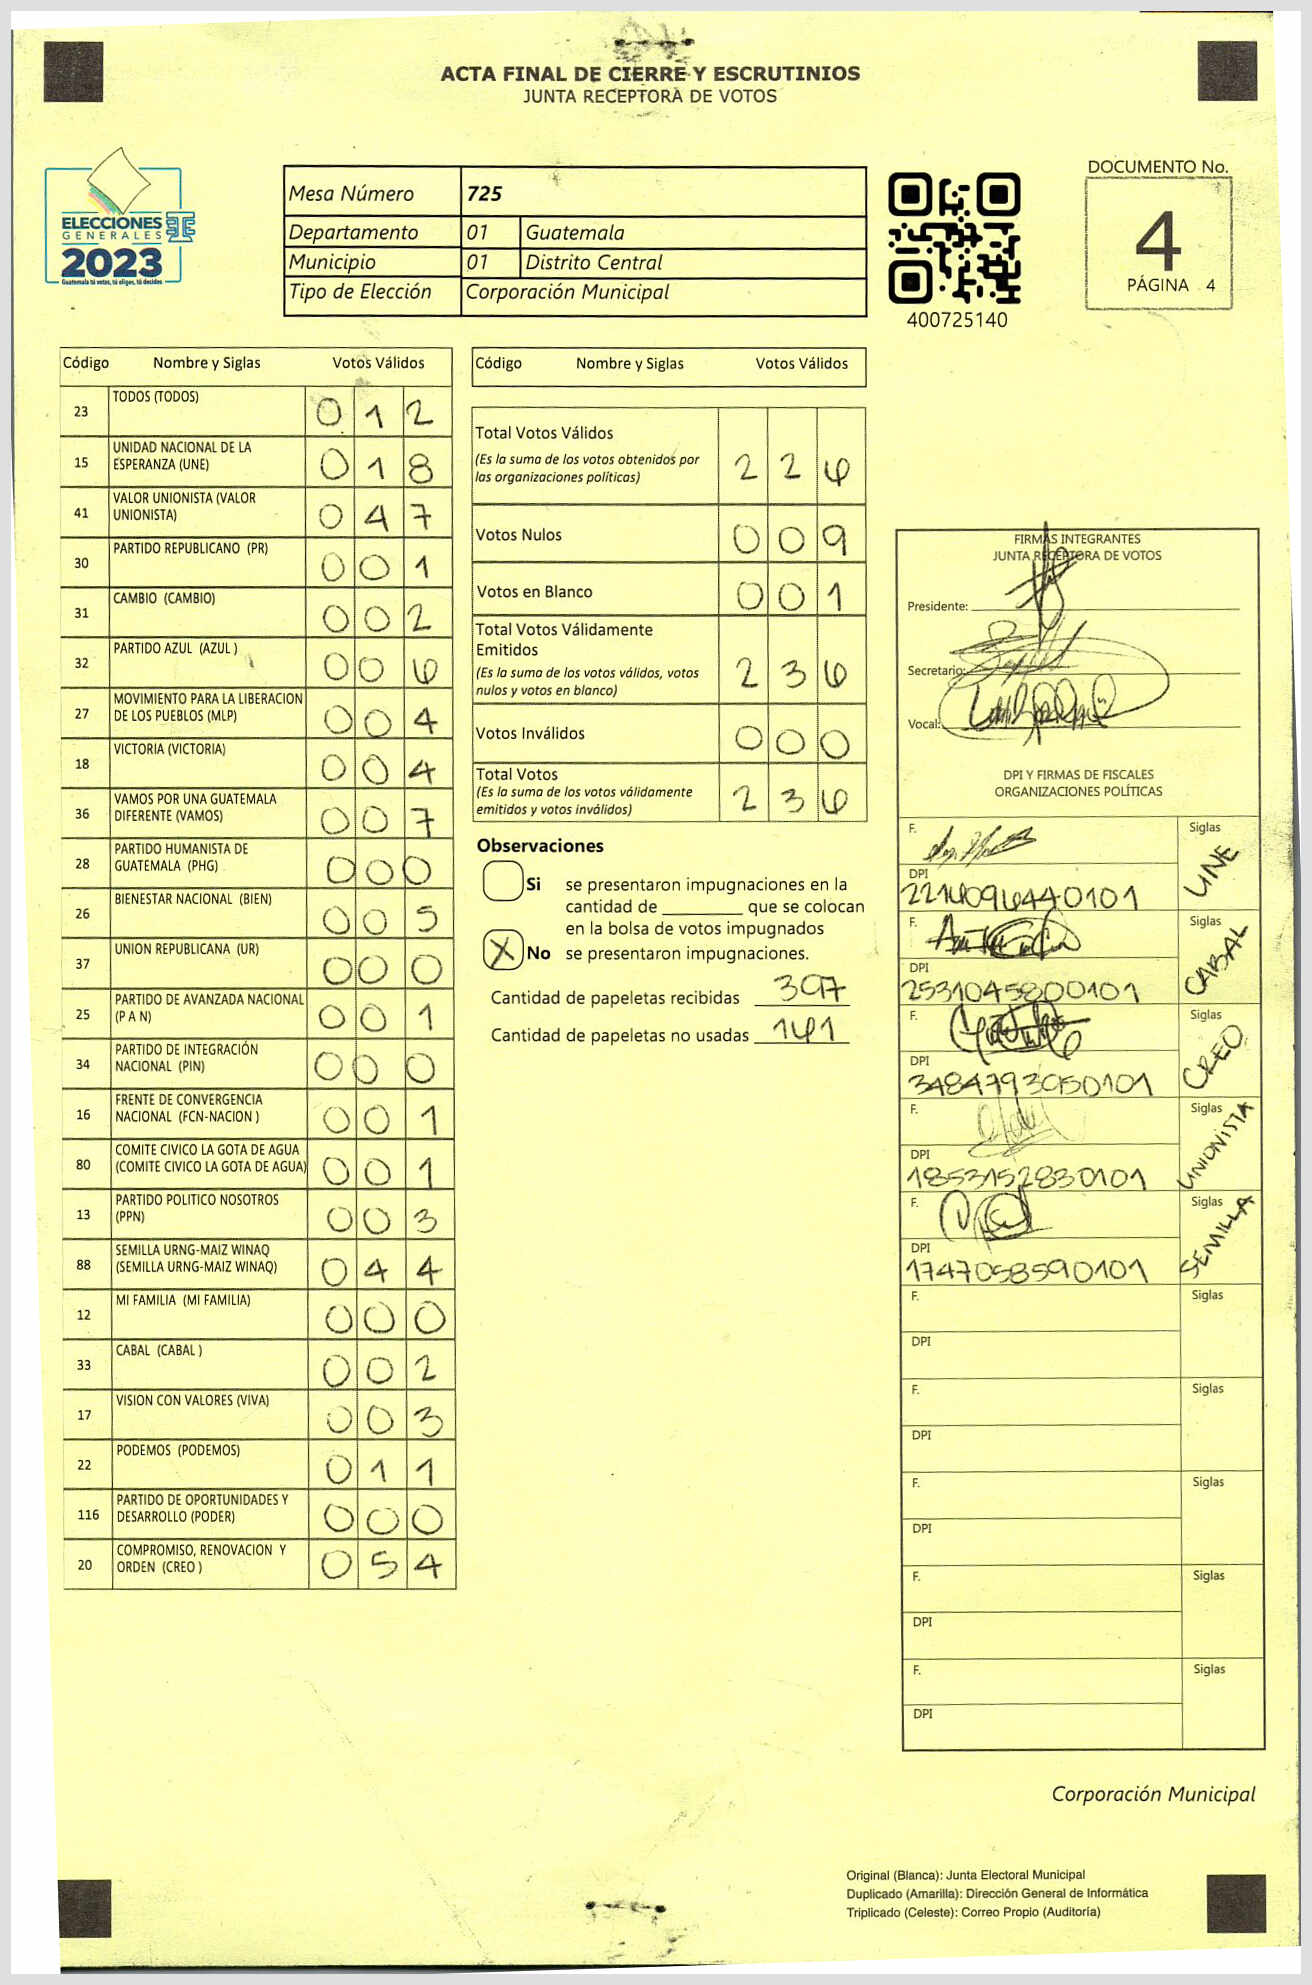 ACTA FINAL DE CIERRE Y ESCRUTINIOS
JUNTA RECEPTORA DE VOTOS
ELECCIONES
GENERALES
2023
Guatemala tú votas, tú eliges, tú decides
Mesa Número 725
Departamento 01 Guatemala
Municipio 01 Distrito Central
Tipo de Elección Corporación Municipal
400725140
DOCUMENTO No.
4
PÁGINA 4
Código Nombre y Siglas Votos Válidos
23 TODOS (TODOS) 0 1 2
15 UNIDAD NACIONAL DE LA
ESPERANZA (UNE) 0 1 8
41 VALOR UNIONISTA (VALOR
UNIONISTA) 0 4 7
30 PARTIDO REPUBLICANO (PR) 0 0 1
31 CAMBIO (CAMBIO) 0 0 2
32 PARTIDO AZUL (AZUL ) 0 0 6
27 MOVIMIENTO PARA LA LIBERACION
DE LOS PUEBLOS (MLP) 0 0 4
18 VICTORIA (VICTORIA) 0 0 4
36 VAMOS POR UNA GUATEMALA
DIFERENTE (VAMOS) 0 0 7
28 PARTIDO HUMANISTA DE
GUATEMALA (PHG) 0 0 0
26 BIENESTAR NACIONAL (BIEN) 0 0 5
37 UNION REPUBLICANA (UR) 0 0 0
25 PARTIDO DE AVANZADA NACIONAL
(P A N) 0 0 1
34 PARTIDO DE INTEGRACIÓN
NACIONAL (PIN) 0 0 0
16 FRENTE DE CONVERGENCIA
NACIONAL (FCN-NACION ) 0 0 1
80 COMITE CIVICO LA GOTA DE AGUA
(COMITE CIVICO LA GOTA DE AGUA) 0 0 1
13 PARTIDO POLITICO NOSOTROS
(PPN) 0 0 3
88 SEMILLA URNG-MAIZ WINAQ
(SEMILLA URNG-MAIZ WINAQ) 0 4 4
12 MI FAMILIA (MI FAMILIA) 0 0 0
33 CABAL (CABAL ) 0 0 2
17 VISION CON VALORES (VIVA) 0 0 3
22 PODEMOS (PODEMOS) 0 1 1
116 PARTIDO DE OPORTUNIDADES Y
DESARROLLO (PODER) 0 0 0
20 COMPROMISO, RENOVACION Y
ORDEN (CREO ) 0 5 4
Código Nombre y Siglas Votos Válidos
Total Votos Válidos
(Es la suma de los votos obtenidos por
las organizaciones políticas) 2 2 6
Votos Nulos 0 0 9
Votos en Blanco 0 0 1
Total Votos Válidamente
Emitidos
(Es la suma de los votos válidos, votos
nulos y votos en blanco) 2 3 6
Votos Inválidos 0 0 0
Total Votos
(Es la suma de los votos válidamente
emitidos y votos inválidos) 2 3 6
Observaciones
Si se presentaron impugnaciones en la
cantidad de ________ que se colocan
en la bolsa de votos impugnados
X No se presentaron impugnaciones.
Cantidad de papeletas recibidas 397
Cantidad de papeletas no usadas 161
FIRMAS INTEGRANTES
JUNTA RECEPTORA DE VOTOS
Presidente:
Secretario:
Vocal:
DPI Y FIRMAS DE FISCALES
ORGANIZACIONES POLÍTICAS
F. Siglas UNE
DPI
2216096440101
F. Siglas CABAL
DPI
2531045800101
F. Siglas CREO
DPI
3484793050101
F. Siglas UNIONISTA
DPI
1853152830101
F. Siglas SEMILLA
DPI
1747058590101
F. Siglas
DPI
F. Siglas
DPI
F. Siglas
DPI
F. Siglas
DPI
F. Siglas
DPI
Corporación Municipal
Original (Blanca): Junta Electoral Municipal
Duplicado (Amarilla): Dirección General de Informática
Triplicado (Celeste): Correo Propio (Auditoría)